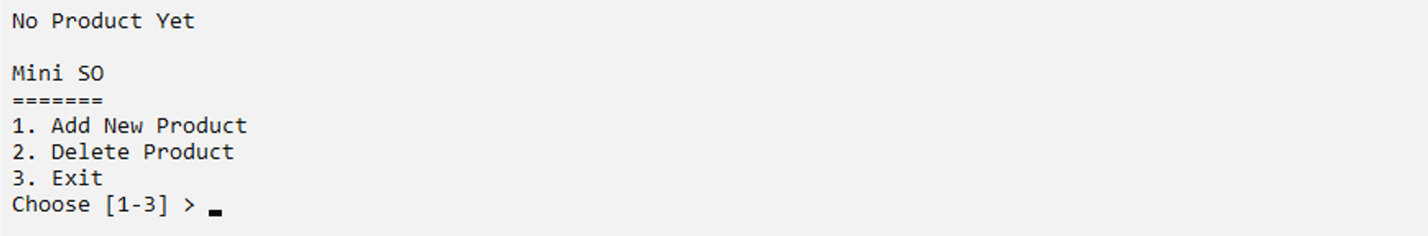 No Product Yet
Mini SO
=======
1. Add New Product
2. Delete Product
3. Exit
Choose [1-3] >